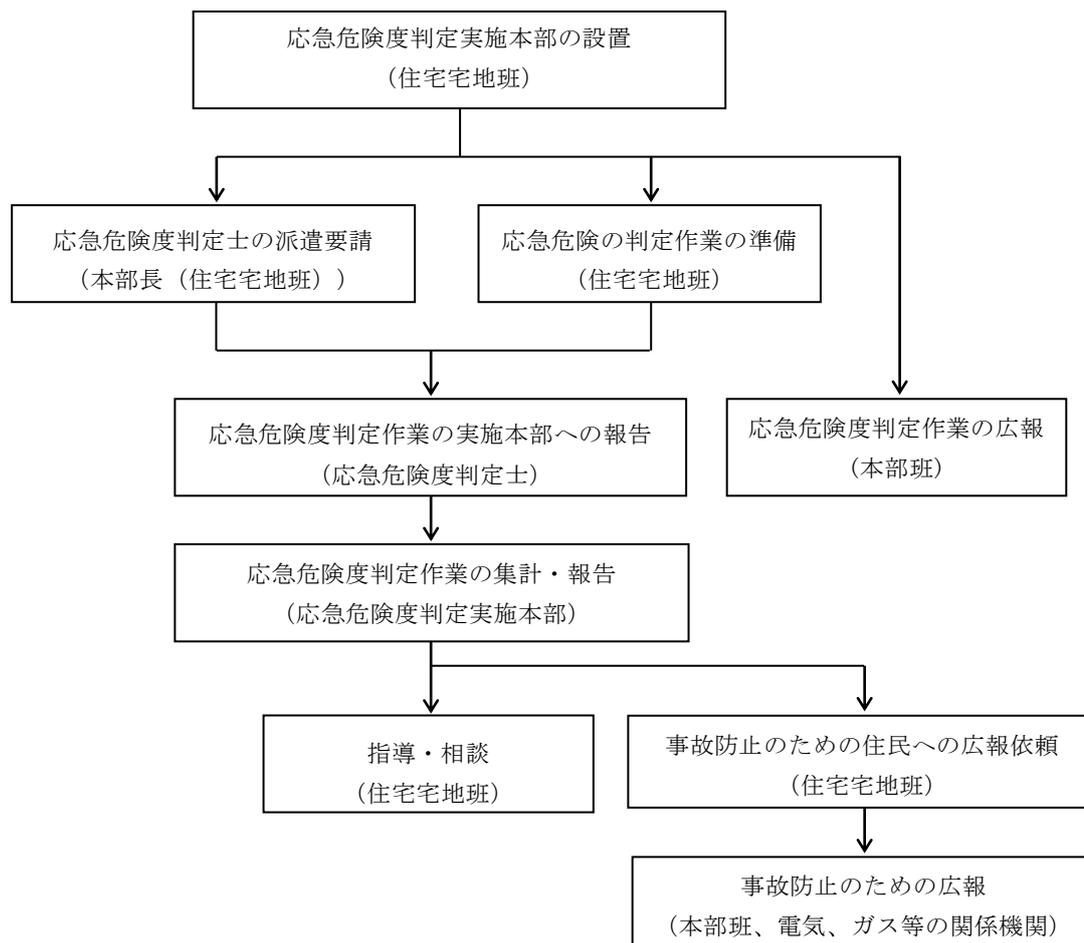 応急危険度判定実施本部の設置
（住宅宅地班）
応急危険度判定士の派遣要請
（本部長（住宅宅地班））
応急危険の判定作業の準備
（住宅宅地班）
応急危険度判定作業の実施本部への報告
（応急危険度判定士）
応急危険度判定作業の広報
（本部班）
応急危険度判定作業の集計・報告
（応急危険度判定実施本部）
指導・相談
（住宅宅地班）
事故防止のための住民への広報依頼
（住宅宅地班）
事故防止のための広報
（本部班、電気、ガス等の関係機関）